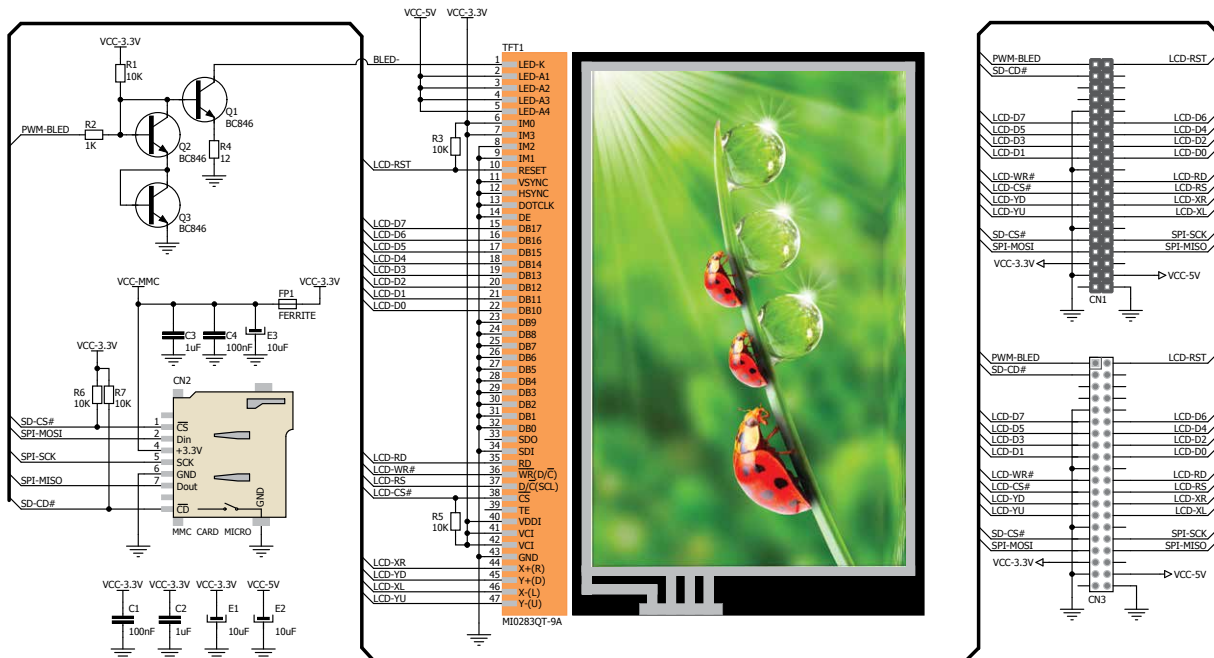 VCC-5V VCC-3.3V
VCC-3.3V
R1
10K
Q1
BC846
PWM-BLED
R2
1K
Q2
BC846
R4
12
Q3
BC846
BLED-
VCC-MMC
FP1
FERRITE
VCC-3.3V
C3
1uF
C4
100nF
E3
10uF
VCC-3.3V
R6
10K
R7
10K
CN2
SD-CS# 1 CS
SPI-MOSI 2 Din
4 +3.3V
SPI-SCK 5 SCK
6 GND
SPI-MISO 7 Dout
SD-CD# CD
GND
MMC CARD MICRO
VCC-3.3V VCC-3.3V VCC-3.3V VCC-5V
C1
100nF
C2
1uF
E1
10uF
E2
10uF
TFT1
1 LED-K
2 LED-A1
3 LED-A2
4 LED-A3
5 LED-A4
6 IM0
7 IM3
8 IM2
9 IM1
R3
10K
LCD-RST 10 RESET
11 VSYNC
12 HSYNC
13 DOTCLK
14 DE
LCD-D7 15 DB17
LCD-D6 16 DB16
LCD-D5 17 DB15
LCD-D4 18 DB14
LCD-D3 19 DB13
LCD-D2 20 DB12
LCD-D1 21 DB11
LCD-D0 22 DB10
23 DB9
24 DB8
25 DB7
26 DB6
27 DB5
28 DB4
29 DB3
30 DB2
31 DB1
32 DB0
33 SDO
34 SDI
LCD-RD 35 RD
LCD-WR# 36 WR(D/C)
LCD-RS 37 D/C(SCL)
LCD-CS# 38 CS
39 TE
R5
10K
40 VDDI
41 VCI
42 VCI
43 GND
LCD-XR 44 X+(R)
LCD-YD 45 Y+(D)
LCD-XL 46 X-(L)
LCD-YU 47 Y-(U)
MI0283QT-9A
PWM-BLED LCD-RST
SD-CD#
LCD-D7 LCD-D6
LCD-D5 LCD-D4
LCD-D3 LCD-D2
LCD-D1 LCD-D0
LCD-WR# LCD-RD
LCD-CS# LCD-RS
LCD-YD LCD-XR
LCD-YU LCD-XL
SD-CS# SPI-SCK
SPI-MOSI SPI-MISO
VCC-3.3V
VCC-5V
CN1
PWM-BLED LCD-RST
SD-CD#
LCD-D7 LCD-D6
LCD-D5 LCD-D4
LCD-D3 LCD-D2
LCD-D1 LCD-D0
LCD-WR# LCD-RD
LCD-CS# LCD-RS
LCD-YD LCD-XR
LCD-YU LCD-XL
SD-CS# SPI-SCK
SPI-MOSI SPI-MISO
VCC-3.3V
VCC-5V
CN3